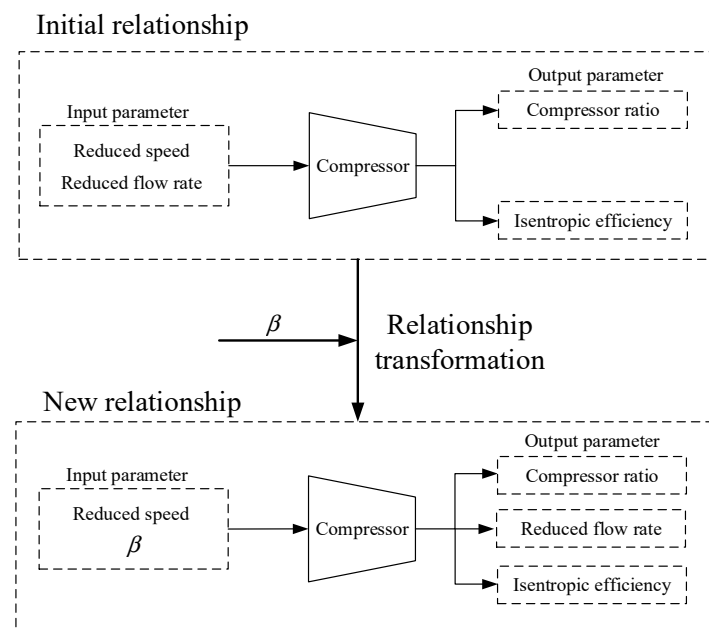 Initial relationship
Input parameter
Reduced speed
Reduced flow rate
Compressor
Output parameter
Compressor ratio
Isentropic efficiency
β
Relationship
transformation
New relationship
Input parameter
Reduced speed
β
Compressor
Output parameter
Compressor ratio
Reduced flow rate
Isentropic efficiency